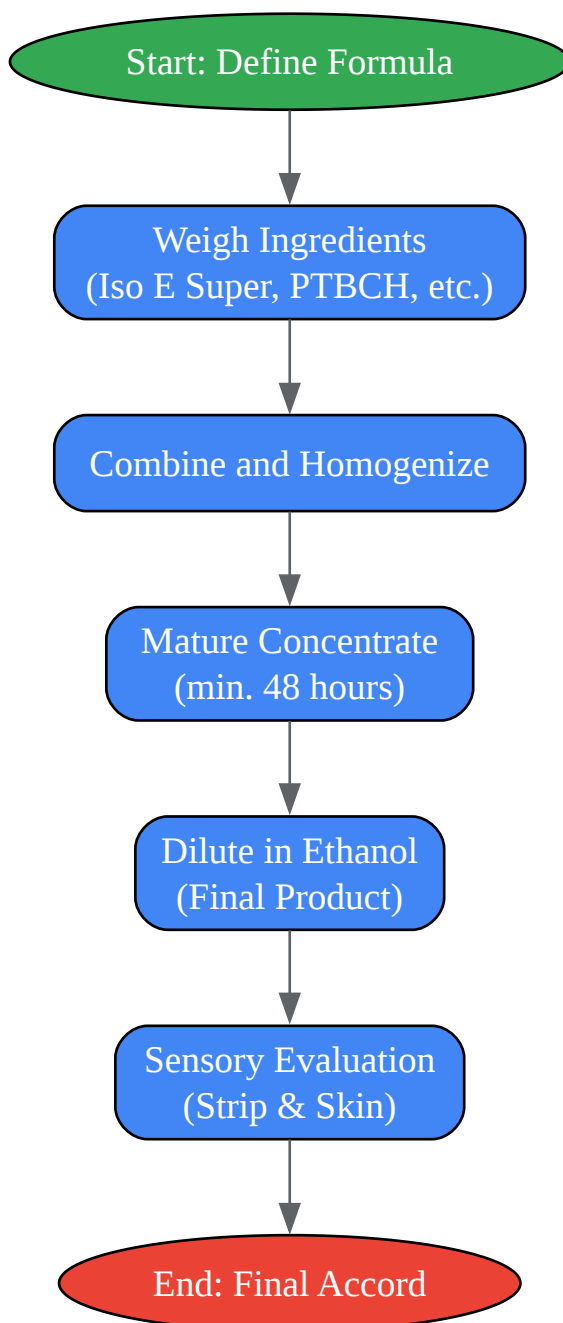 Start: Define Formula
Weigh Ingredients
(Iso E Super, PTBCH, etc.)
Combine and Homogenize
Mature Concentrate
(min. 48 hours)
Dilute in Ethanol
(Final Product)
Sensory Evaluation
(Strip & Skin)
End: Final Accord